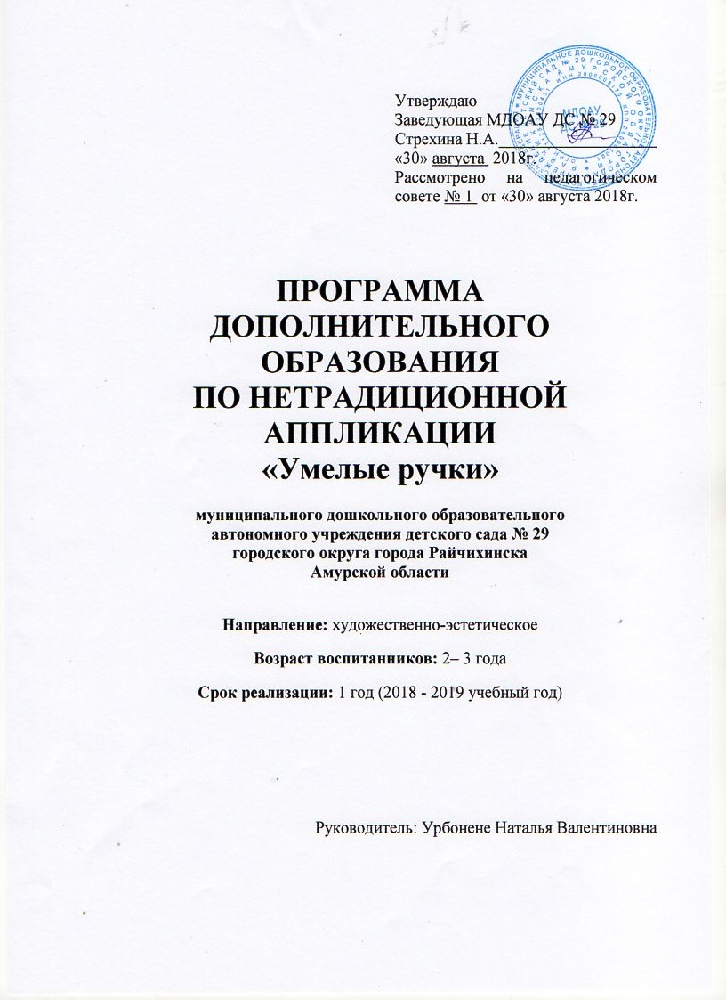 Утверждаю
Заведующая МДОАУ ДС № 29
Стрехина Н.А.
«30» августа 2018г.
Рассмотрено на педагогическом
совете № 1 от «30» августа 2018г.
МДОАУ
ПРОГРАММА
ДОПОЛНИТЕЛЬНОГО
ОБРАЗОВАНИЯ
ПО НЕТРАДИЦИОННОЙ
АППЛИКАЦИИ
«Умелые ручки»
муниципального дошкольного образовательного
автономного учреждения детского сада № 29
городского округа города Райчихинска
Амурской области
Направление: художественно-эстетическое
Возраст воспитанников: 2– 3 года
Срок реализации: 1 год (2018 - 2019 учебный год)
Руководитель: Урбонене Наталья Валентиновна